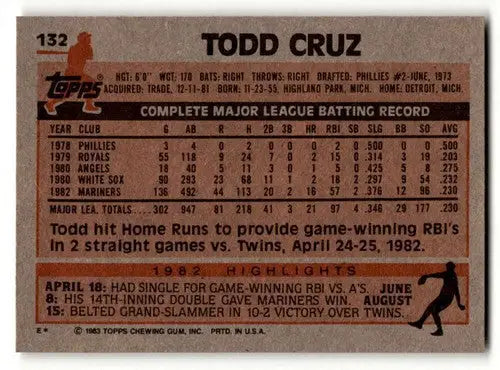 132 TODD CRUZ
Topps
HGT: 6'0" WGT: 170 BATS: RIGHT THROWS: RIGHT DRAFTED: PHILLIES #2-JUNE, 1973
ACQUIRED: TRADE, 12-11-81 BORN: 11-23-55, HIGHLAND PARK, MICH. HOME: DETROIT, MICH.
COMPLETE MAJOR LEAGUE BATTING RECORD
YEAR CLUB G AB R H 2B 3B HR RBI SB SLG BB SO AVG
1978 PHILLIES 3 4 0 2 0 0 0 2 0 .500 0 0 .500
1979 ROYALS 55 118 9 24 7 0 2 15 0 .314 3 19 .203
1980 ANGELS 18 40 5 11 3 0 1 5 0 .425 5 8 .275
1980 WHITE SOX 90 293 23 68 11 1 2 18 2 .297 9 54 .232
1982 MARINERS 136 492 44 113 20 2 16 57 2 .376 12 96 .230
MAJOR LEA. TOTALS 302 947 81 218 41 3 21 97 4 .346 29 177 .230
Todd hit Home Runs to provide game-winning RBI's
in 2 straight games vs. Twins, April 24-25, 1982.
1982 HIGHLIGHTS
APRIL 18: HAD SINGLE FOR GAME-WINNING RBI VS. A'S. JUNE
8: HIS 14TH-INNING DOUBLE GAVE MARINERS WIN. AUGUST
15: BELTED GRAND-SLAMMER IN 10-2 VICTORY OVER TWINS.
E* © 1983 TOPPS CHEWING GUM, INC. PRTD. IN U.S.A.